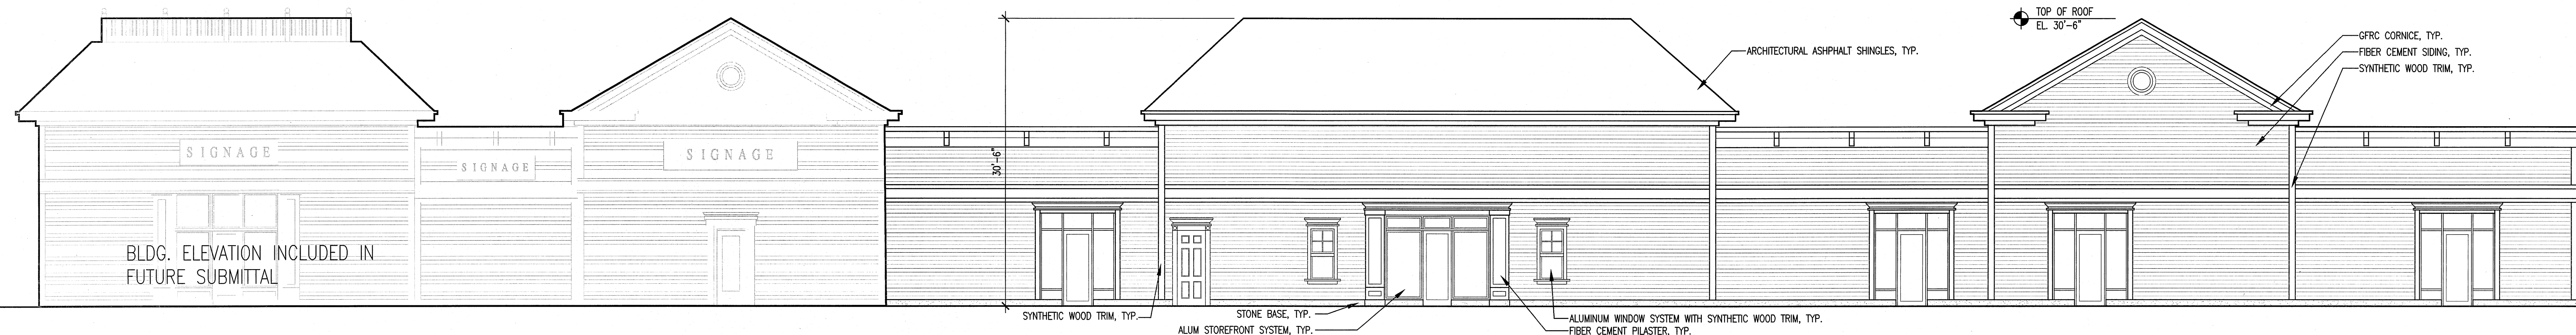 TOP OF ROOF
EL. 30'-6"
GFRC CORNICE, TYP.
ARCHITECTURAL ASHPHALT SHINGLES, TYP.
FIBER CEMENT SIDING, TYP.
SYNTHETIC WOOD TRIM, TYP.
SIGNAGE
SIGNAGE
SIGNAGE
30'-6"
BLDG. ELEVATION INCLUDED IN
FUTURE SUBMITTAL
SYNTHETIC WOOD TRIM, TYP.
STONE BASE, TYP.
ALUM STOREFRONT SYSTEM, TYP.
ALUMINUM WINDOW SYSTEM WITH SYNTHETIC WOOD TRIM, TYP.
FIBER CEMENT PILASTER. TYP.